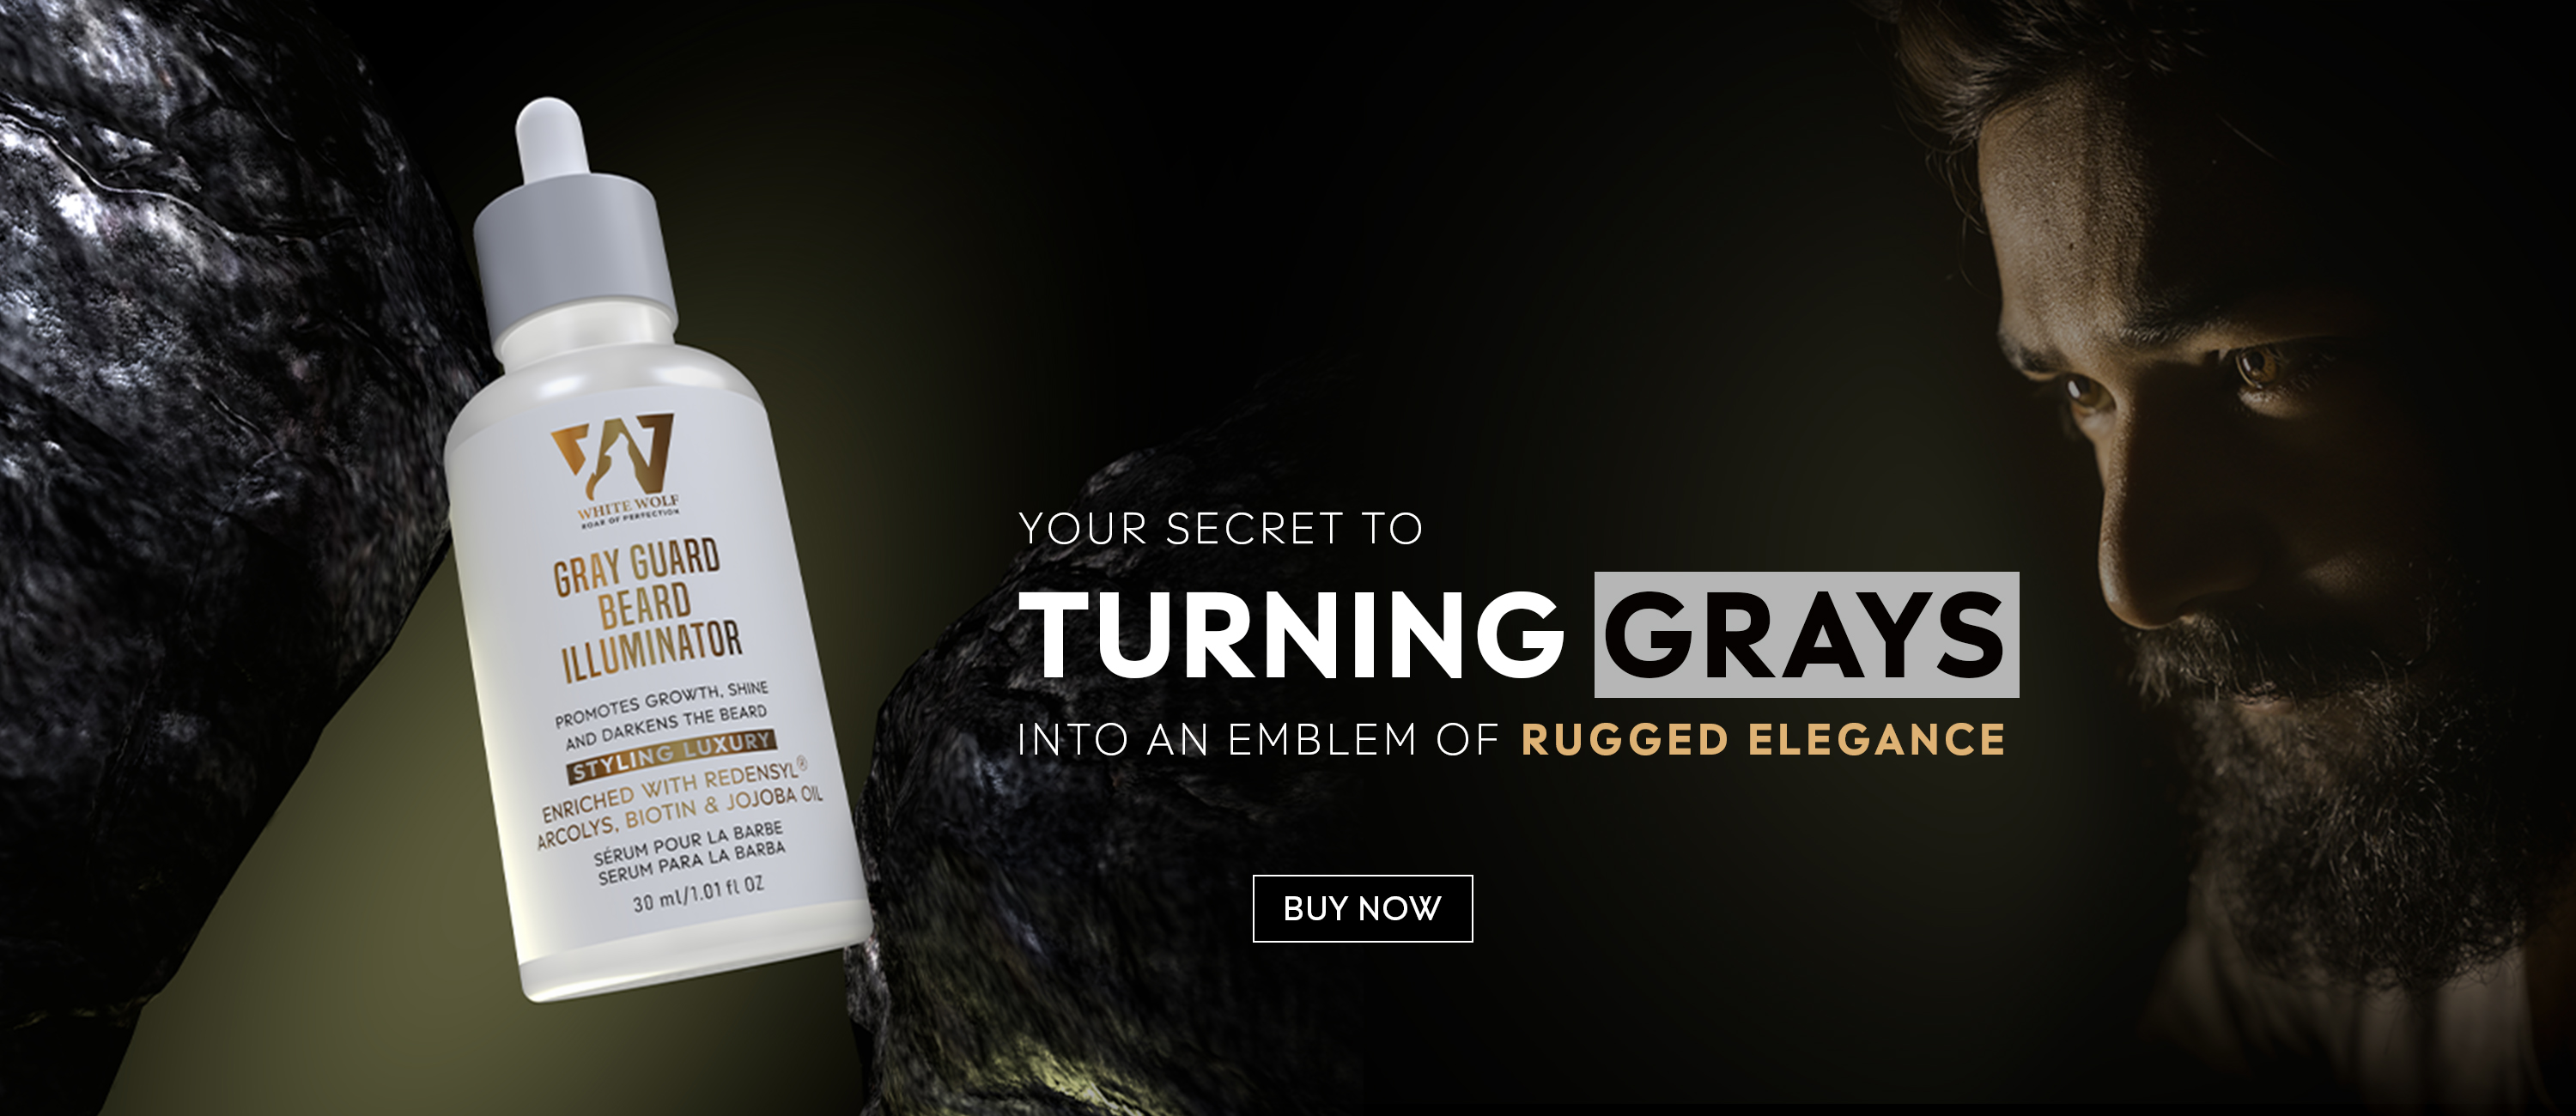 WHITE WOLF
ROAR OF PERFECTION
GRAY GUARD
BEARD
ILLUMINATOR
PROMOTES GROWTH, SHINE
AND DARKENS THE BEARD
STYLING LUXURY
ENRICHED WITH REDENSYL®
ARCOLYS, BIOTIN & JOJOBA OIL
SÉRUM POUR LA BARBE
SERUM PARA LA BARBA
30 ml/1.01 fl OZ
YOUR SECRET TO
TURNING GRAYS
INTO AN EMBLEM OF RUGGED ELEGANCE
BUY NOW